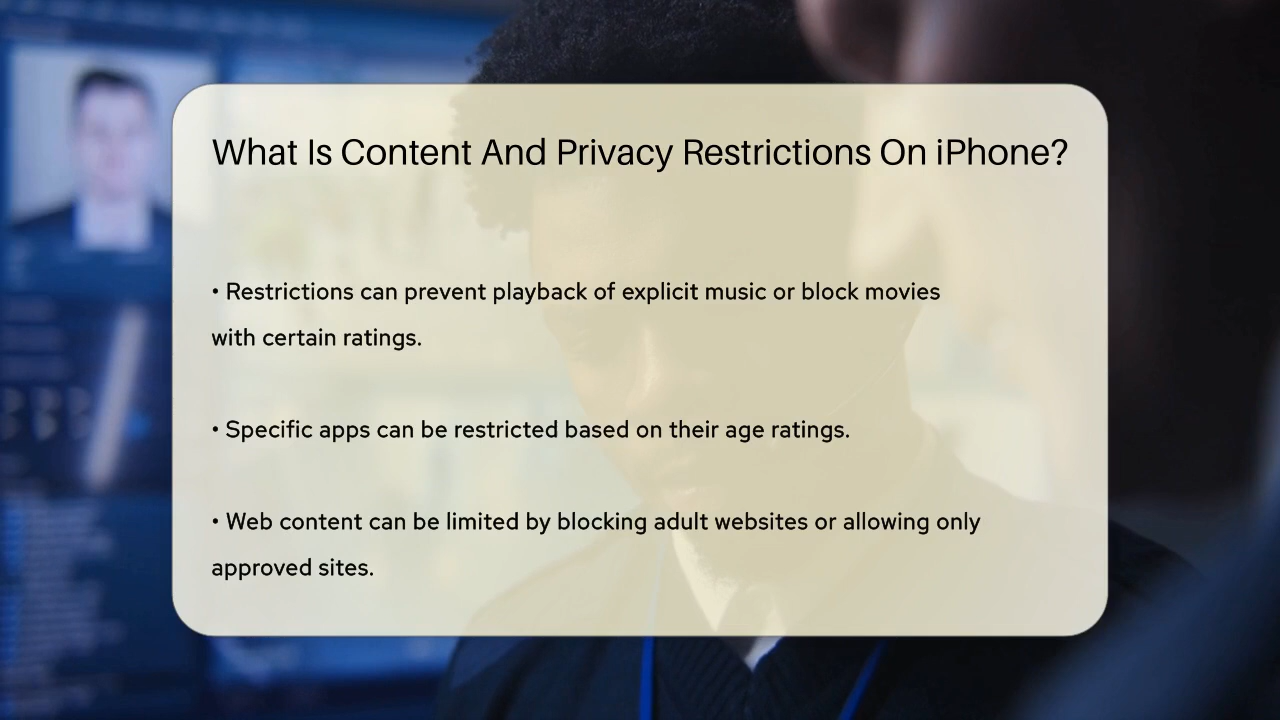 What Is Content And Privacy Restrictions On iPhone?
• Restrictions can prevent playback of explicit music or block movies
with certain ratings.
• Specific apps can be restricted based on their age ratings.
• Web content can be limited by blocking adult websites or allowing only
approved sites.